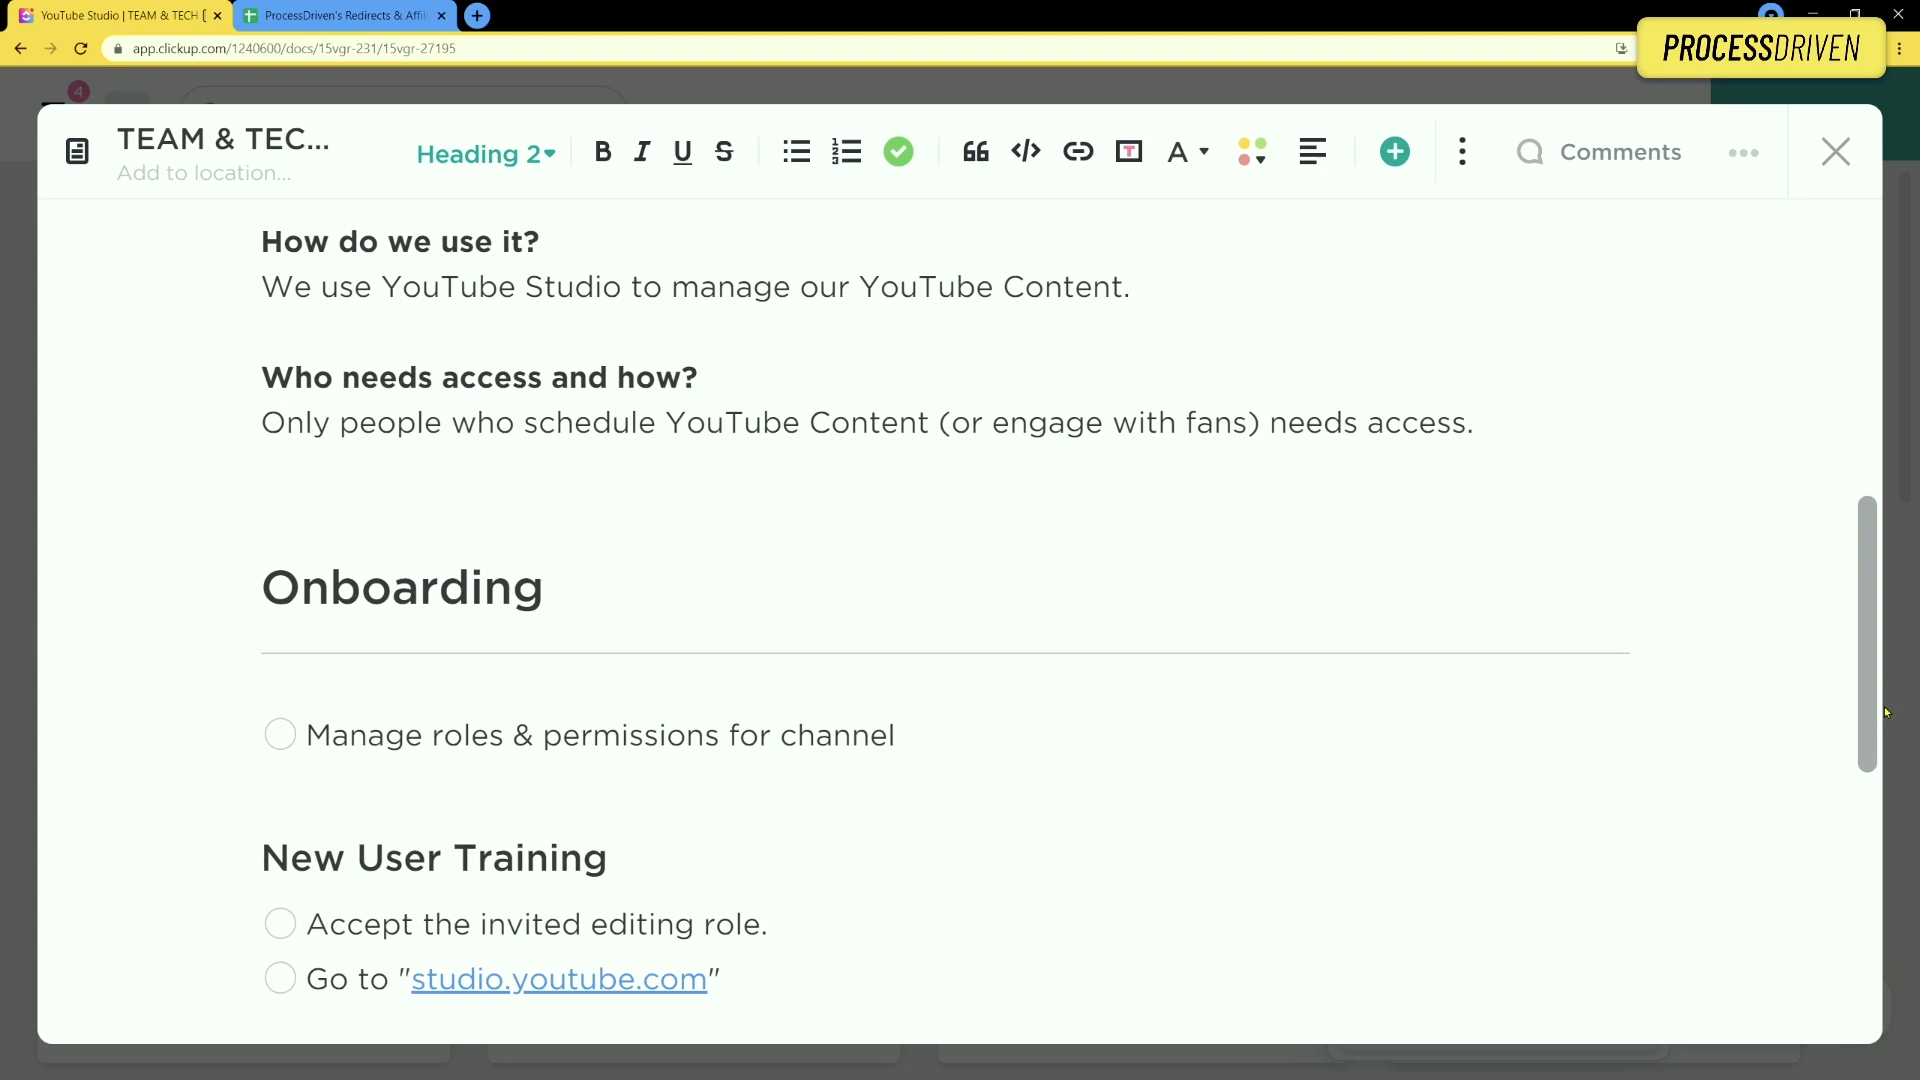 YouTube Studio | TEAM & TECH [
ProcessDriven's Redirects & Affili
app.clickup.com/1240600/docs/15vgr-231/15vgr-27195
PROCESSDRIVEN
4
TEAM & TEC...
Add to location...
Heading 2
B I U S
A
Comments
How do we use it?
We use YouTube Studio to manage our YouTube Content.
Who needs access and how?
Only people who schedule YouTube Content (or engage with fans) needs access.
Onboarding
Manage roles & permissions for channel
New User Training
Accept the invited editing role.
Go to "studio.youtube.com"